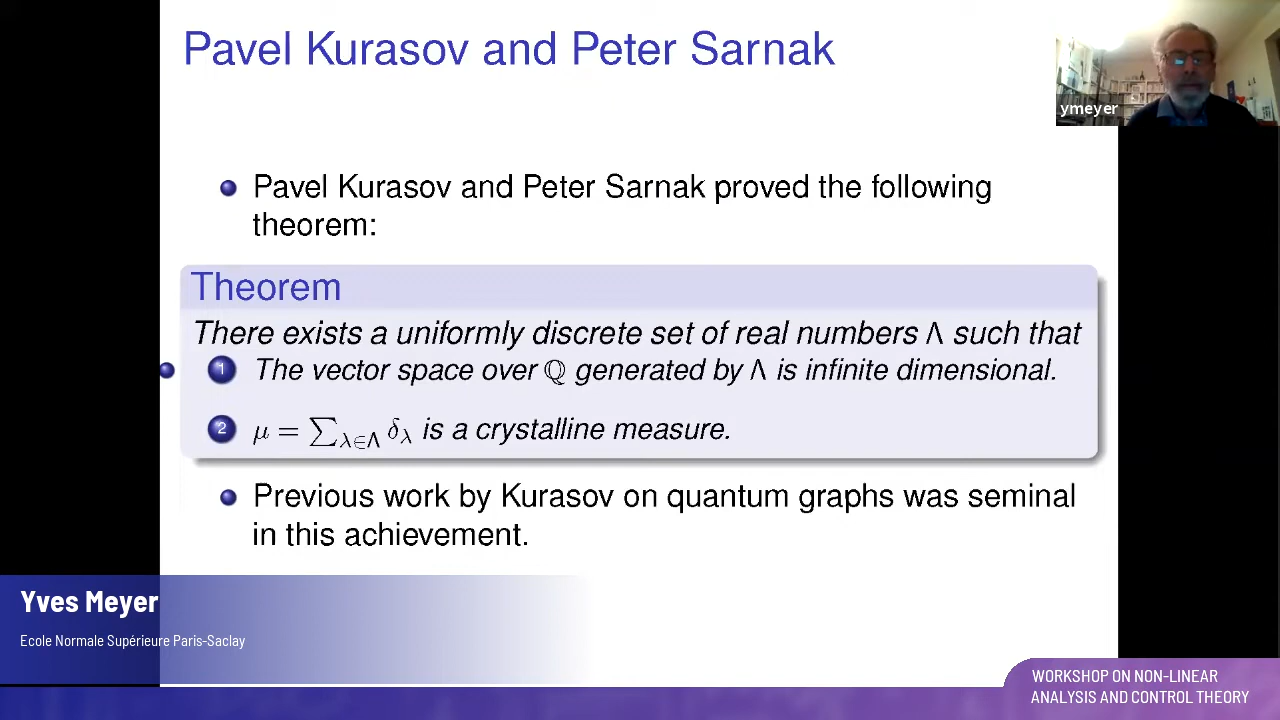 Pavel Kurasov and Peter Sarnak
ymeyer
Pavel Kurasov and Peter Sarnak proved the following
theorem:
Theorem
There exists a uniformly discrete set of real numbers Λ such that
1 The vector space over ℚ generated by Λ is infinite dimensional.
2 μ = ∑_{λ∈Λ} δ_λ is a crystalline measure.
Previous work by Kurasov on quantum graphs was seminal
in this achievement.
Yves Meyer
Ecole Normale Supérieure Paris-Saclay
WORKSHOP ON NON-LINEAR
ANALYSIS AND CONTROL THEORY